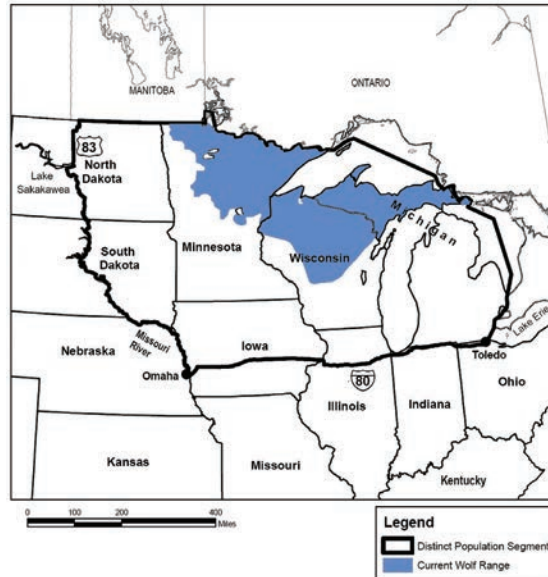 MANITOBA
ONTARIO
83
North
Dakota
Lake
Sakakawea
South
Dakota
Minnesota
Wisconsin
Michigan
Missouri
River
Nebraska
Iowa
Omaha
Lake Erie
Toledo
80
Illinois
Indiana
Ohio
Kansas
Missouri
Kentucky
0
100
200
400
Miles
Legend
Distinct Population Segment
Current Wolf Range